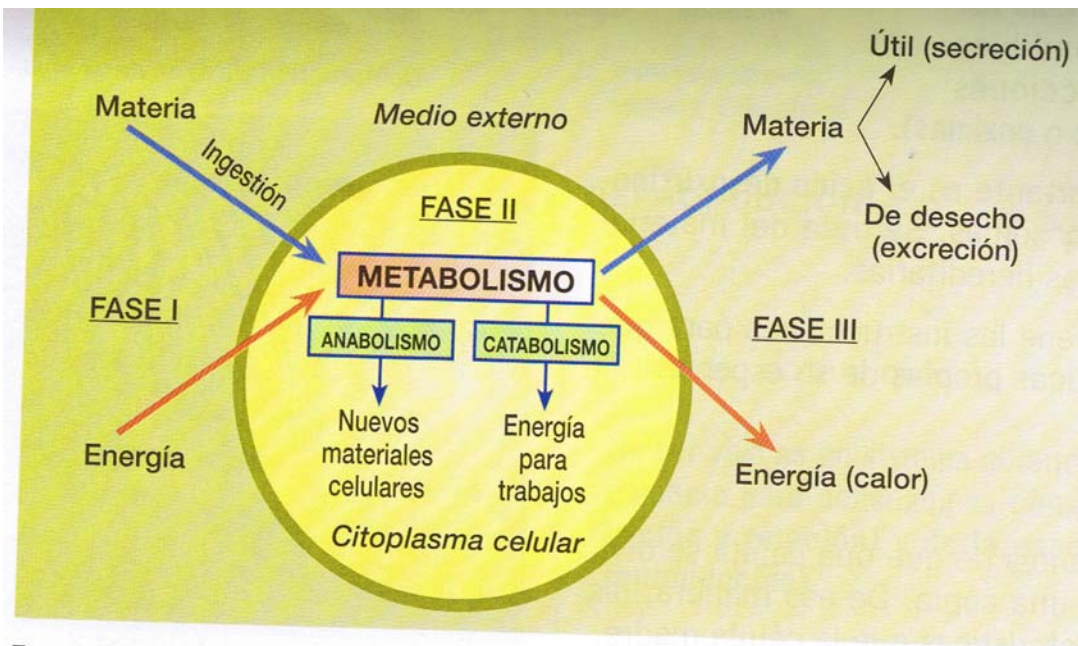 Materia
Ingestión
Medio externo
Materia
Útil (secreción)
De desecho
(excreción)
FASE I
FASE II
METABOLISMO
ANABOLISMO
CATABOLISMO
Nuevos
materiales
celulares
Energía
para
trabajos
Citoplasma celular
FASE III
Energía
Energía (calor)